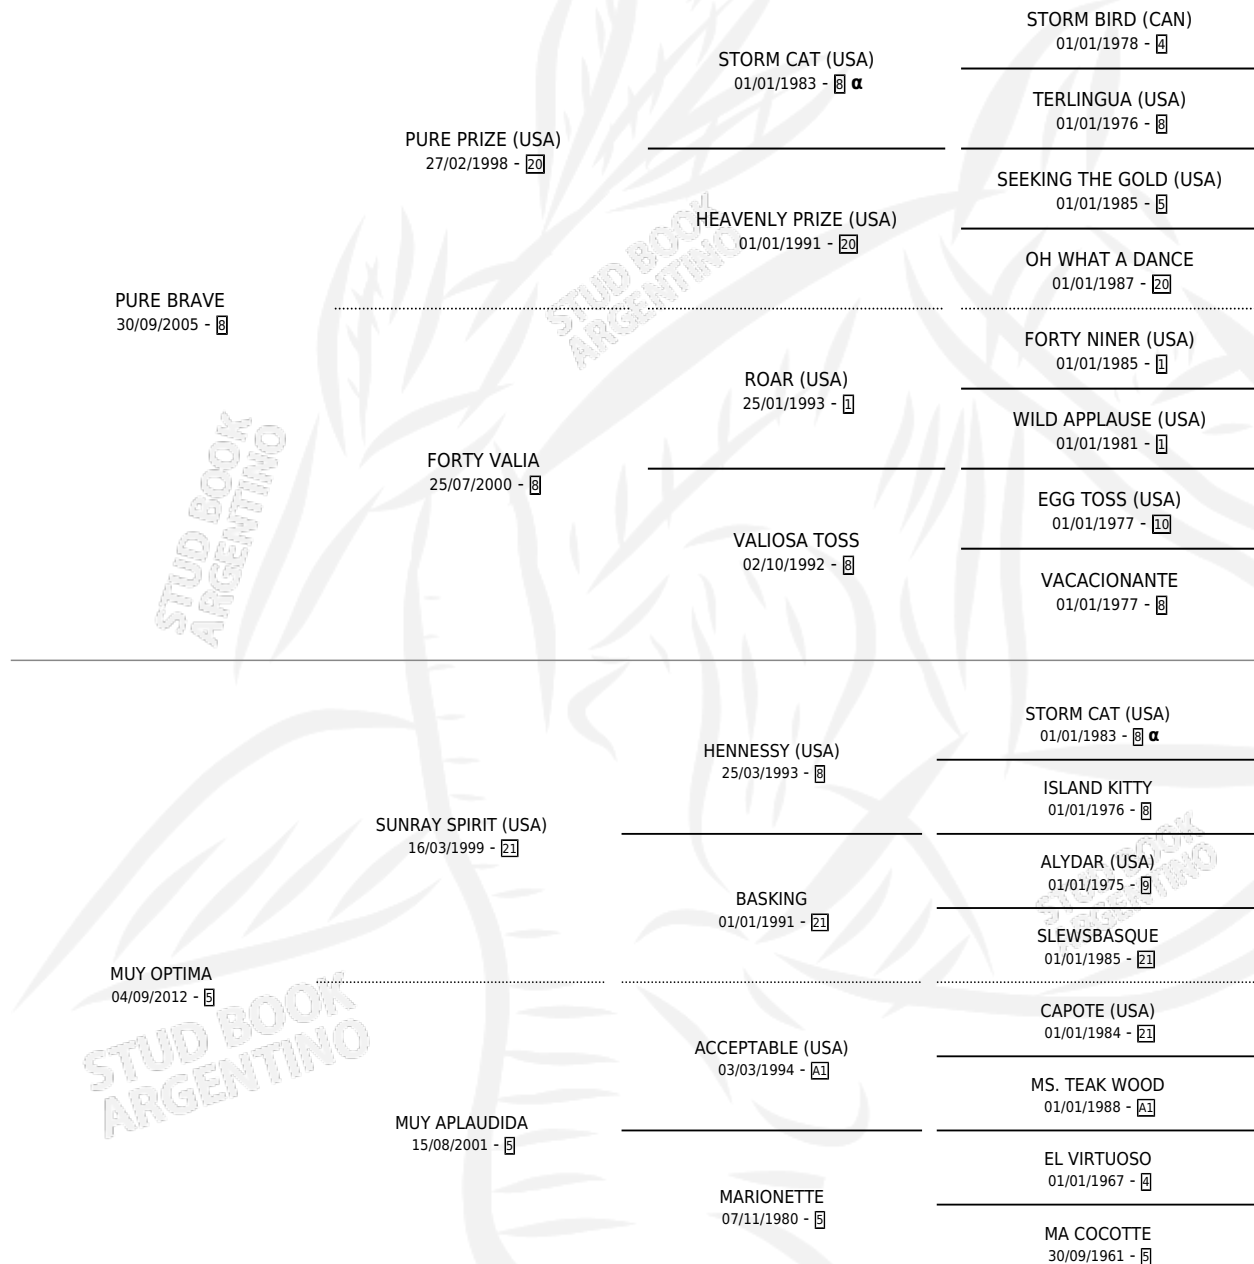 STORM BIRD (CAN)
01/01/1978 - 4
STORM CAT (USA)
01/01/1983 - 8 α
TERLINGUA (USA)
01/01/1976 - 8
PURE PRIZE (USA)
27/02/1998 - 20
SEEKING THE GOLD (USA)
01/01/1985 - 5
HEAVENLY PRIZE (USA)
01/01/1991 - 20
OH WHAT A DANCE
01/01/1987 - 20
STUD BOOK
ARGENTINO
PURE BRAVE
30/09/2005 - 8
FORTY NINER (USA)
01/01/1985 - 1
ROAR (USA)
25/01/1993 - 1
WILD APPLAUSE (USA)
01/01/1981 - 1
FORTY VALIA
25/07/2000 - 8
EGG TOSS (USA)
01/01/1977 - 10
VALIOSA TOSS
02/10/1992 - 8
VACACIONANTE
01/01/1977 - 8
STUD BOOK
ARGENTINO
STORM CAT (USA)
01/01/1983 - 8 α
HENNESSY (USA)
25/03/1993 - 8
ISLAND KITTY
01/01/1976 - 8
SUNRAY SPIRIT (USA)
16/03/1999 - 21
ALYDAR (USA)
01/01/1975 - 9
BASKING
01/01/1991 - 21
SLEWSBASQUE
01/01/1985 - 21
STUD BOOK
ARGENTINO
MUY OPTIMA
04/09/2012 - 5
STUD BOOK
ARGENTINO
CAPOTE (USA)
01/01/1984 - 21
ACCEPTABLE (USA)
03/03/1994 - A1
MS. TEAK WOOD
01/01/1988 - A1
MUY APLAUDIDA
15/08/2001 - 5
EL VIRTUOSO
01/01/1967 - 4
MARIONETTE
07/11/1980 - 5
MA COCOTTE
30/09/1961 - 5